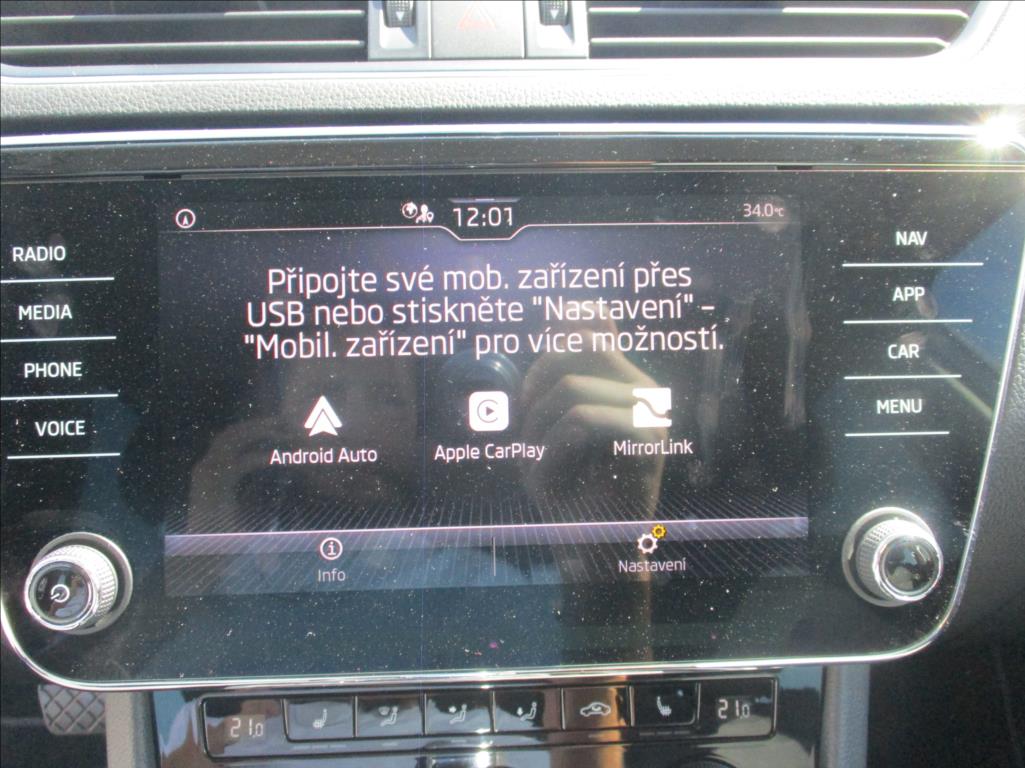 12:01
34.0°C
RADIO
MEDIA
PHONE
VOICE
Připojte své mob. zařízení přes
USB nebo stiskněte "Nastavení" –
"Mobil. zařízení" pro více možností.
Android Auto
Apple CarPlay
MirrorLink
Info
Nastavení
NAV
APP
CAR
MENU
21.0
21.0